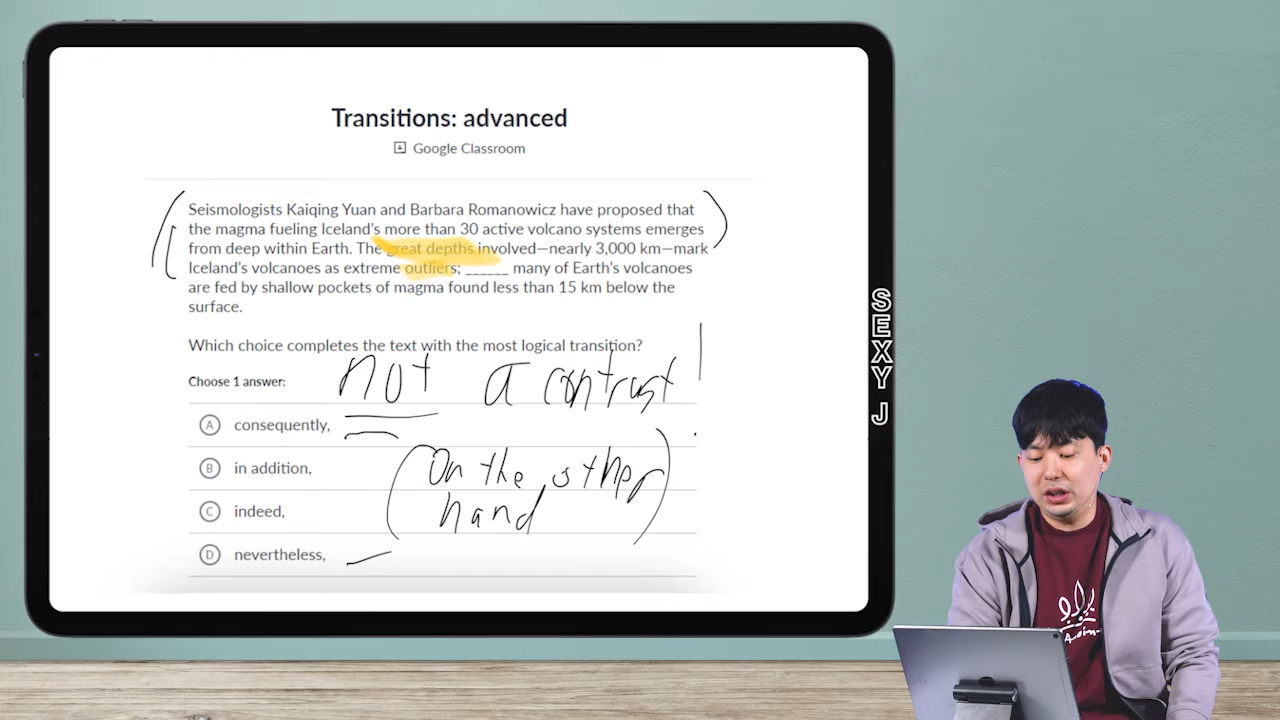 Transitions: advanced
Google Classroom
Seismologists Kaiqing Yuan and Barbara Romanowicz have proposed that
the magma fueling Iceland's more than 30 active volcano systems emerges
from deep within Earth. The great depths involved—nearly 3,000 km—mark
Iceland's volcanoes as extreme outliers; ______ many of Earth's volcanoes
are fed by shallow pockets of magma found less than 15 km below the
surface.
Which choice completes the text with the most logical transition?
Choose 1 answer:
not a contrast
A consequently,
B in addition,
On the other
hand
C indeed,
D nevertheless,
SEXY J